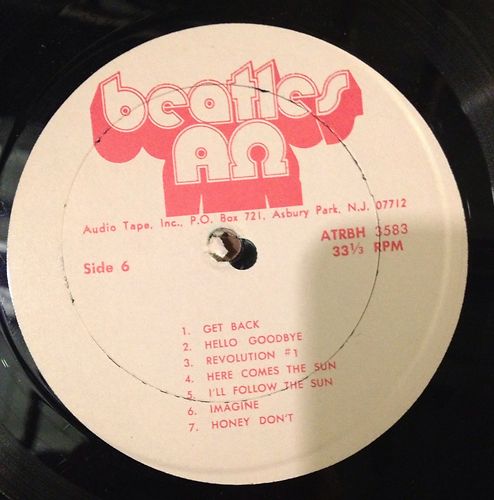 beatles
AΩ
Audio Tape, Inc., P.O. Box 721, Asbury Park, N.J. 07712
Side 6
ATRBH 3583
33⅓ RPM
1. GET BACK
2. HELLO GOODBYE
3. REVOLUTION #1
4. HERE COMES THE SUN
5. I'LL FOLLOW THE SUN
6. IMAGINE
7. HONEY DON'T